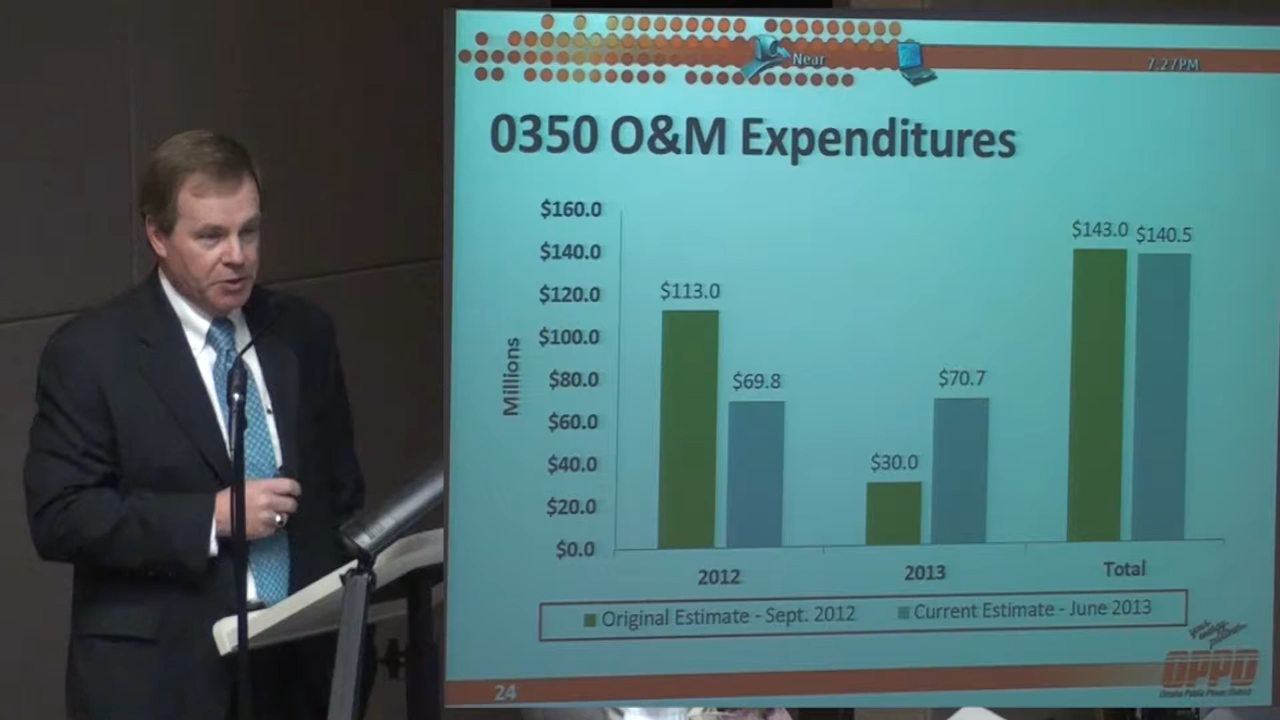 Near
7:27PM
0350 O&M Expenditures
$160.0
$140.0
$120.0
$100.0
$80.0
$60.0
$40.0
$20.0
$0.0
Millions
$113.0
$69.8
$30.0
$70.7
$143.0 $140.5
2012 2013 Total
Original Estimate - Sept. 2012 Current Estimate - June 2013
24
OPPD
Omaha Public Power District